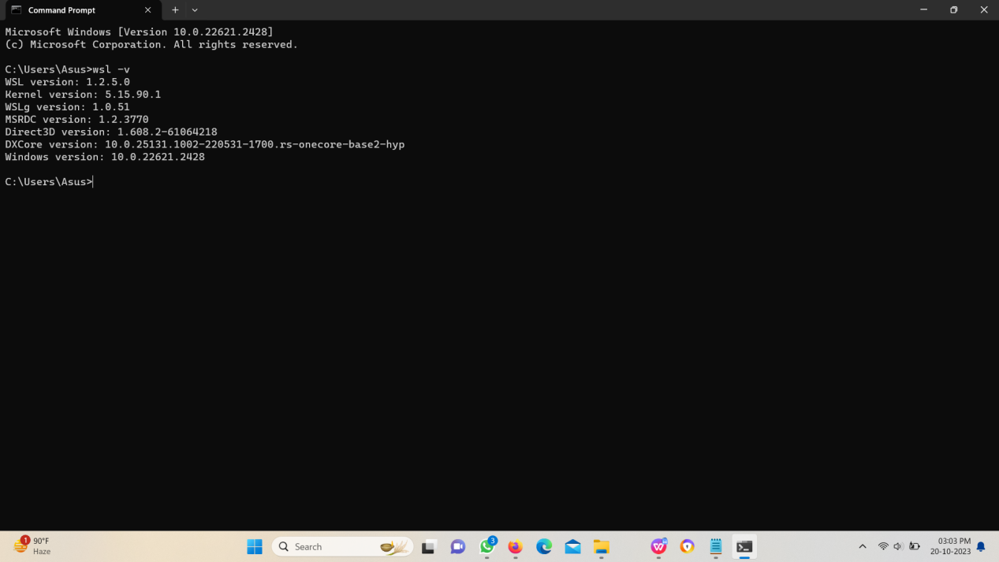 Command Prompt
Microsoft Windows [Version 10.0.22621.2428]
(c) Microsoft Corporation. All rights reserved.
C:\Users\Asus>wsl -v
WSL version: 1.2.5.0
Kernel version: 5.15.90.1
WSLg version: 1.0.51
MSRDC version: 1.2.3770
Direct3D version: 1.608.2-61064218
DXCore version: 10.0.25131.1002-220531-1700.rs-onecore-base2-hyp
Windows version: 10.0.22621.2428
C:\Users\Asus>
1
90°F
Haze
Search
3
03:03 PM
20-10-2023